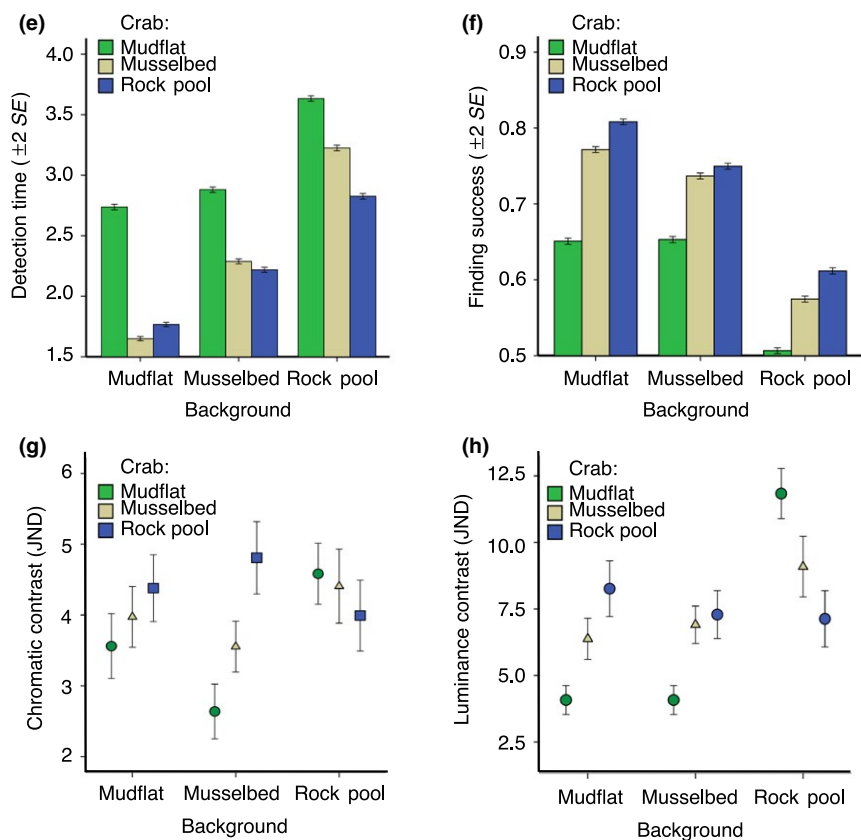 (e)
Crab:
Mudflat
Musselbed
Rock pool
4.0
3.5
3.0
2.5
2.0
1.5
Detection time (±2 SE)
Mudflat Musselbed Rock pool
Background
(f)
Crab:
Mudflat
Musselbed
Rock pool
0.9
0.8
0.7
0.6
0.5
Finding success (±2 SE)
Mudflat Musselbed Rock pool
Background
(g)
Crab:
Mudflat
Musselbed
Rock pool
6
5
4
3
2
Chromatic contrast (JND)
Mudflat Musselbed Rock pool
Background
(h)
Crab:
Mudflat
Musselbed
Rock pool
12.5
10.0
7.5
5.0
2.5
Luminance contrast (JND)
Mudflat Musselbed Rock pool
Background